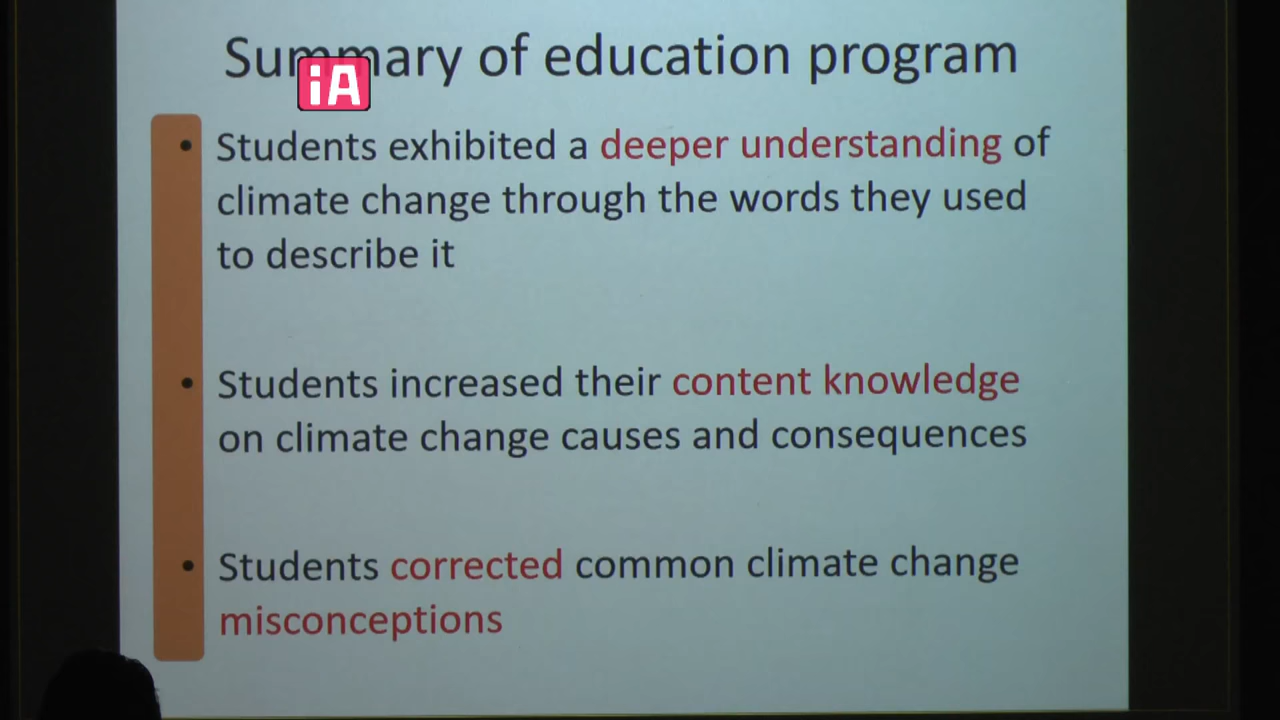 Summary of education program
iA
• Students exhibited a deeper understanding of
climate change through the words they used
to describe it
• Students increased their content knowledge
on climate change causes and consequences
• Students corrected common climate change
misconceptions